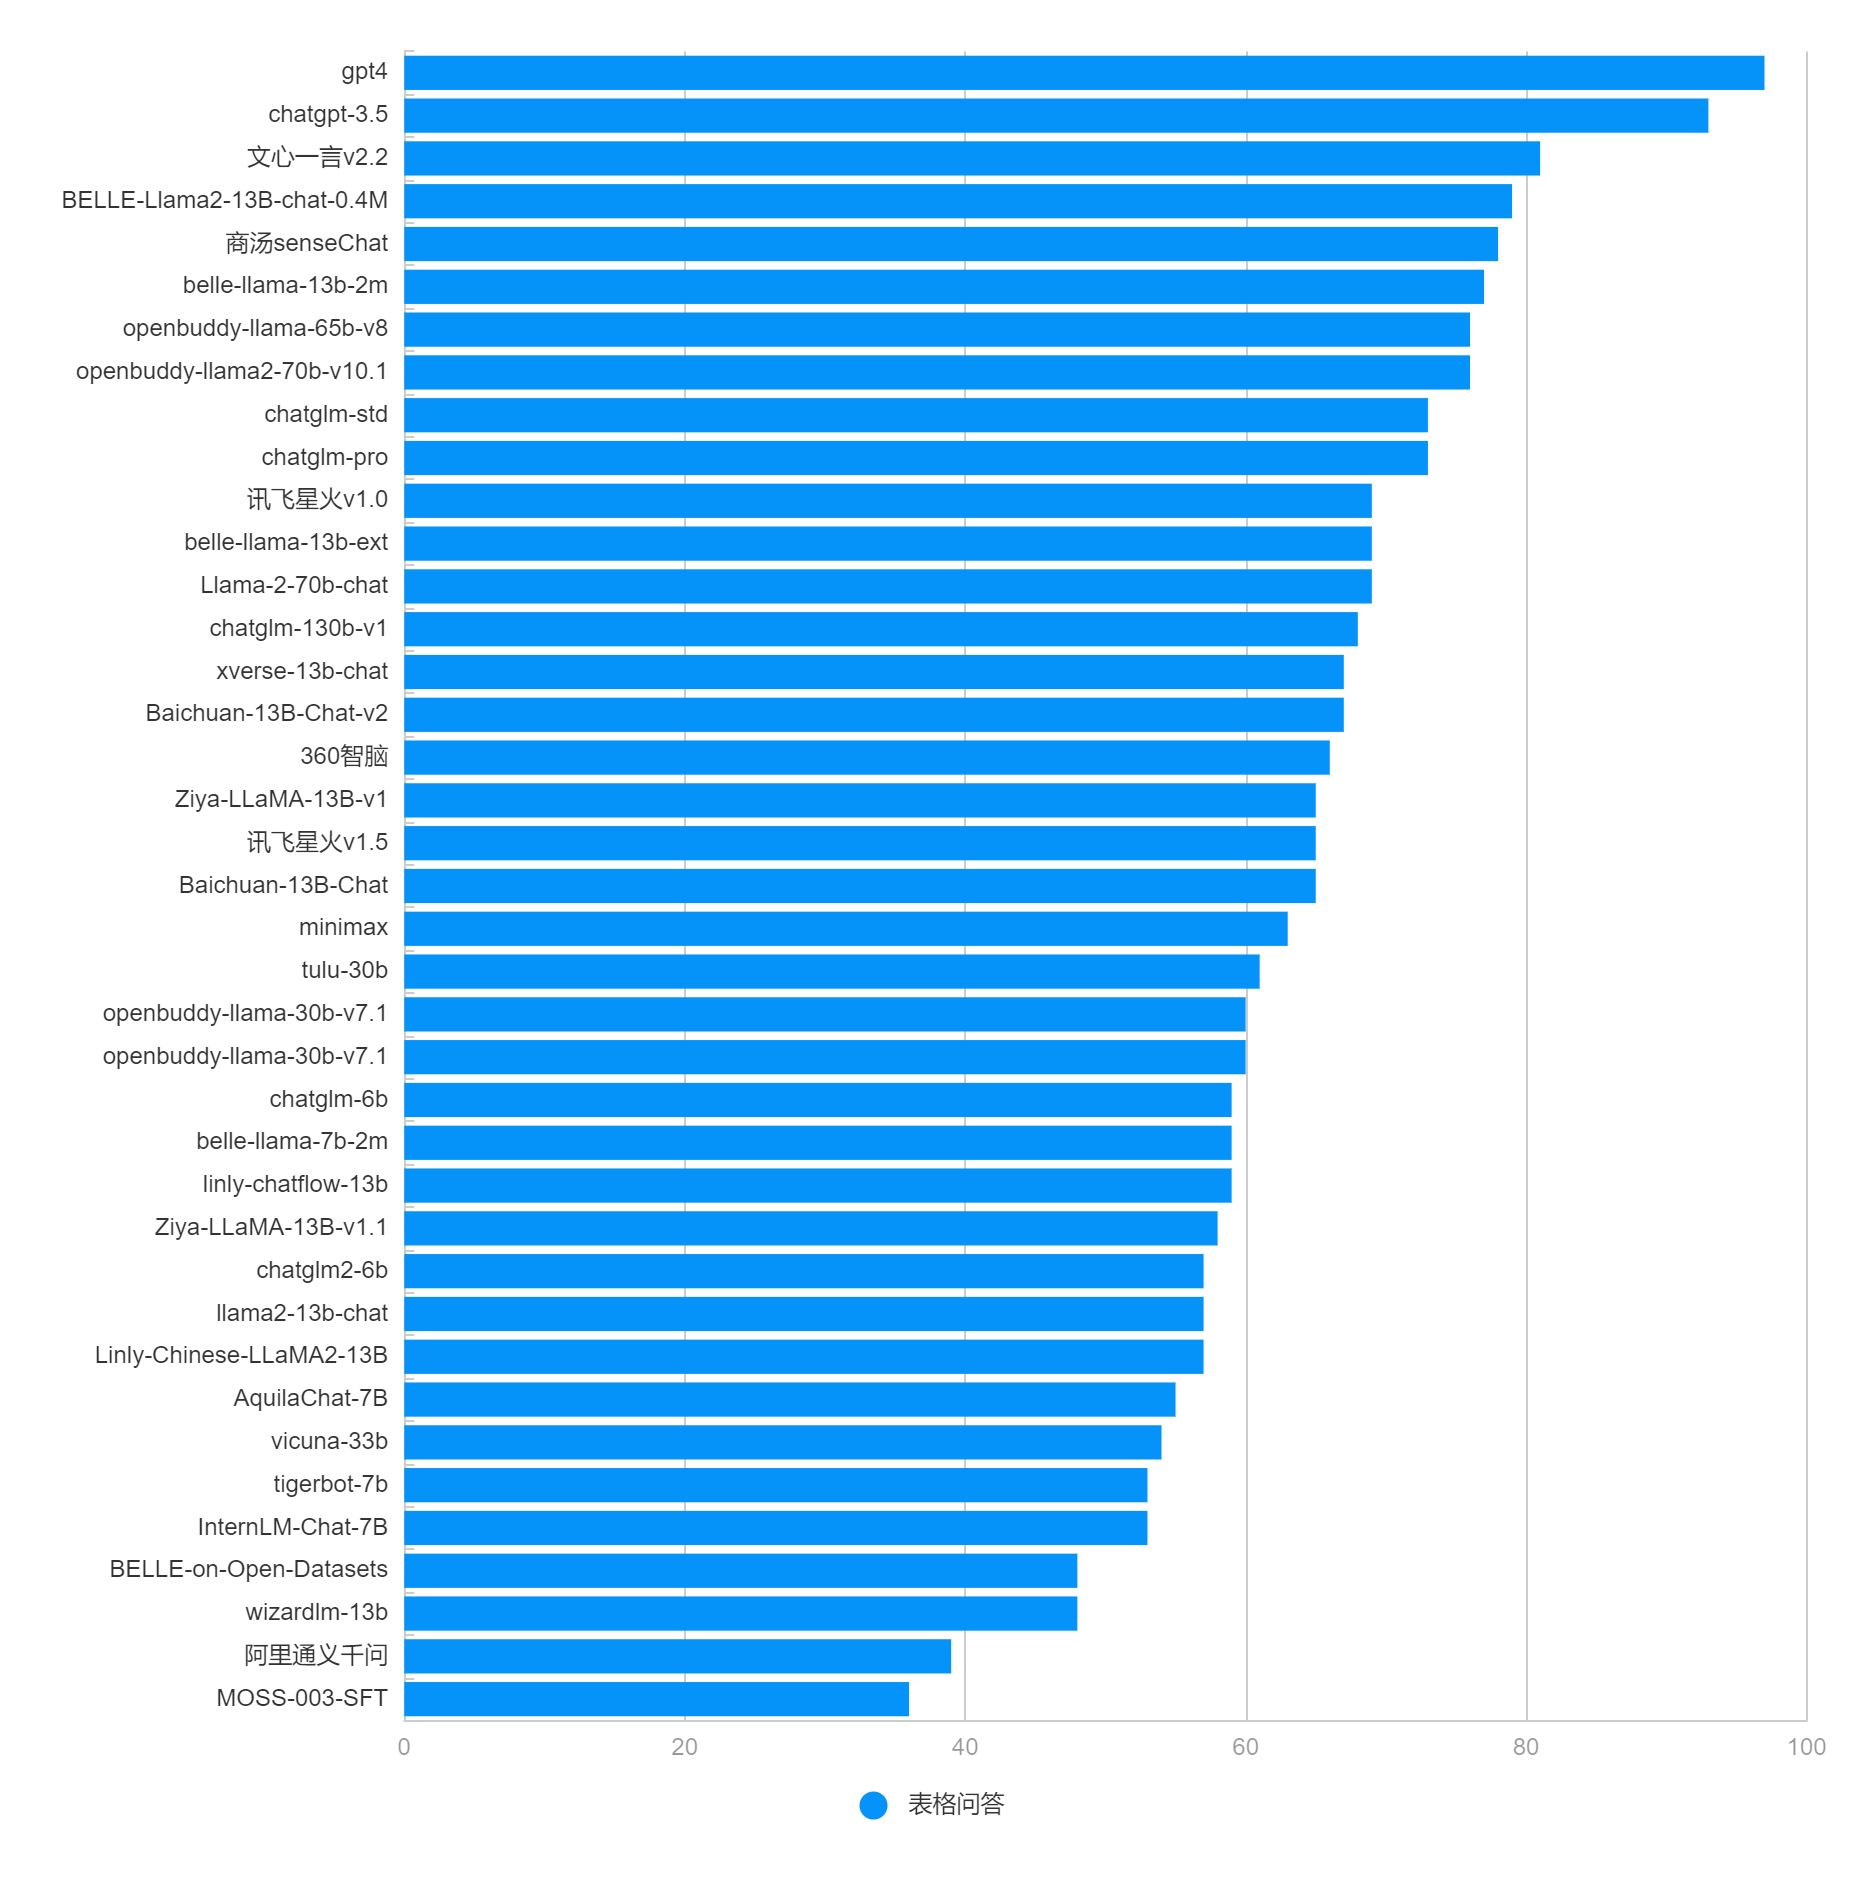 gpt4
chatgpt-3.5
文心一言v2.2
BELLE-Llama2-13B-chat-0.4M
商汤senseChat
belle-llama-13b-2m
openbuddy-llama-65b-v8
openbuddy-llama2-70b-v10.1
chatglm-std
chatglm-pro
讯飞星火v1.0
belle-llama-13b-ext
Llama-2-70b-chat
chatglm-130b-v1
xverse-13b-chat
Baichuan-13B-Chat-v2
360智脑
Ziya-LLaMA-13B-v1
讯飞星火v1.5
Baichuan-13B-Chat
minimax
tulu-30b
openbuddy-llama-30b-v7.1
openbuddy-llama-30b-v7.1
chatglm-6b
belle-llama-7b-2m
linly-chatflow-13b
Ziya-LLaMA-13B-v1.1
chatglm2-6b
llama2-13b-chat
Linly-Chinese-LLaMA2-13B
AquilaChat-7B
vicuna-33b
tigerbot-7b
InternLM-Chat-7B
BELLE-on-Open-Datasets
wizardlm-13b
阿里通义千问
MOSS-003-SFT
0 20 40 60 80 100
表格问答